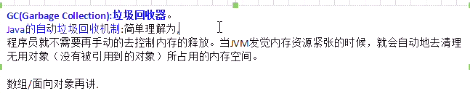 GC(Garbage Collection):垃圾回收器。
Java的自动垃圾回收机制:简单理解为,
程序员就不需要再手动的去控制内存的释放。当JVM发觉内存资源紧张的时候，就会自动地去清理
无用对象（没有被引用到的对象）所占用的内存空间。
数组/面向对象再讲.